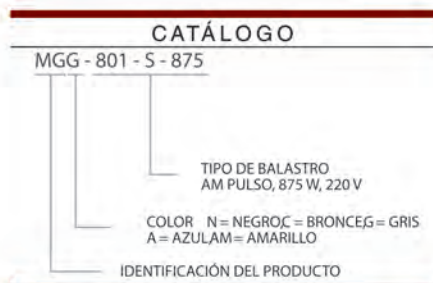 CATÁLOGO
MGG - 801 - S - 875
TIPO DE BALASTRO
AM PULSO, 875 W, 220 V
COLOR N = NEGRO,C = BRONCE,G = GRIS
A = AZUL,AM= AMARILLO
IDENTIFICACIÓN DEL PRODUCTO